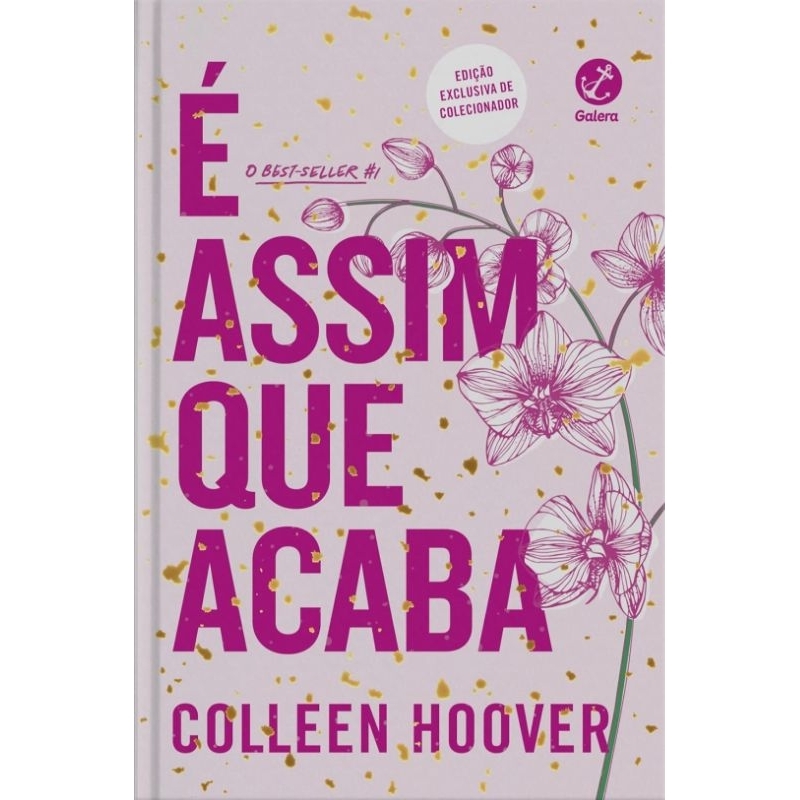 EDIÇÃO
EXCLUSIVA DE
COLECIONADOR
Galera
É
O BEST-SELLER #1
ASSIM
QUE
ACABA
COLLEEN HOOVER